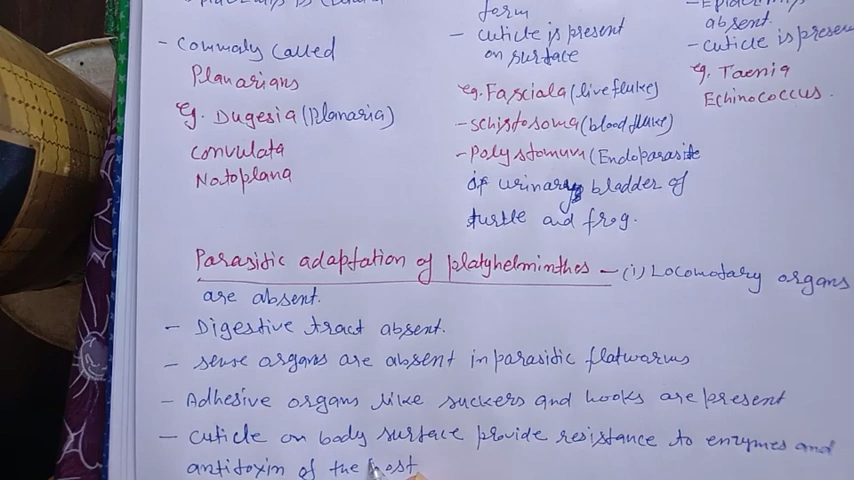 form
- Epidermis
absent.
- Commonly called
Planarians
eg. Dugesia (Planaria)
Convulata
Notoplana
- cuticle is present
on surface
eg. Fasciala (live fluke)
- Schistosoma (blood fluke)
- Polystomum (Endoparasite
of urinary bladder of
turtle and frog.
- cuticle is present
eg. Taenia
Echinococcus.
Parasitic adaptation of platyhelminthes - (i) Locomotary organs
are absent.
- Digestive tract absent.
- sense organs are absent in parasitic flatworms
- Adhesive organs like suckers and hooks are present
- Cuticle on body surface provide resistance to enzymes and
antitoxin of the host